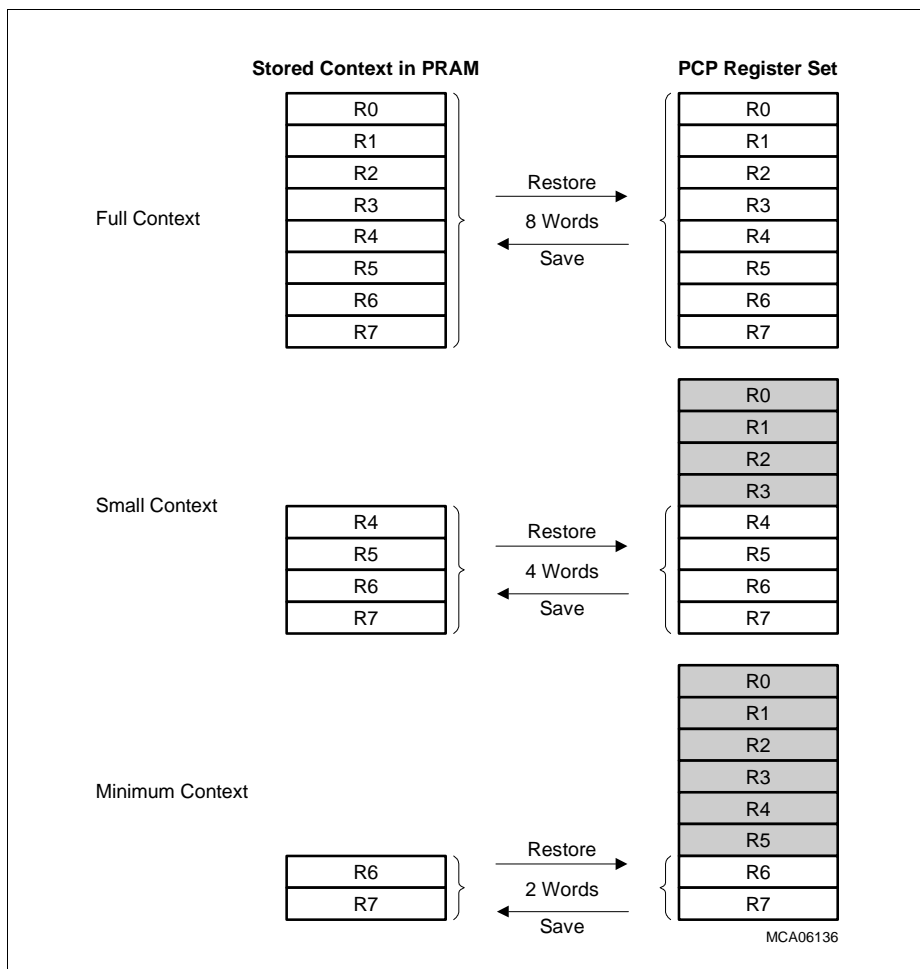 Stored Context in PRAM
PCP Register Set
Full Context
R0
R1
R2
R3
R4
R5
R6
R7
Restore
8 Words
Save
R0
R1
R2
R3
R4
R5
R6
R7
Small Context
R4
R5
R6
R7
Restore
4 Words
Save
R0
R1
R2
R3
R4
R5
R6
R7
Minimum Context
R6
R7
Restore
2 Words
Save
R0
R1
R2
R3
R4
R5
R6
R7
MCA06136